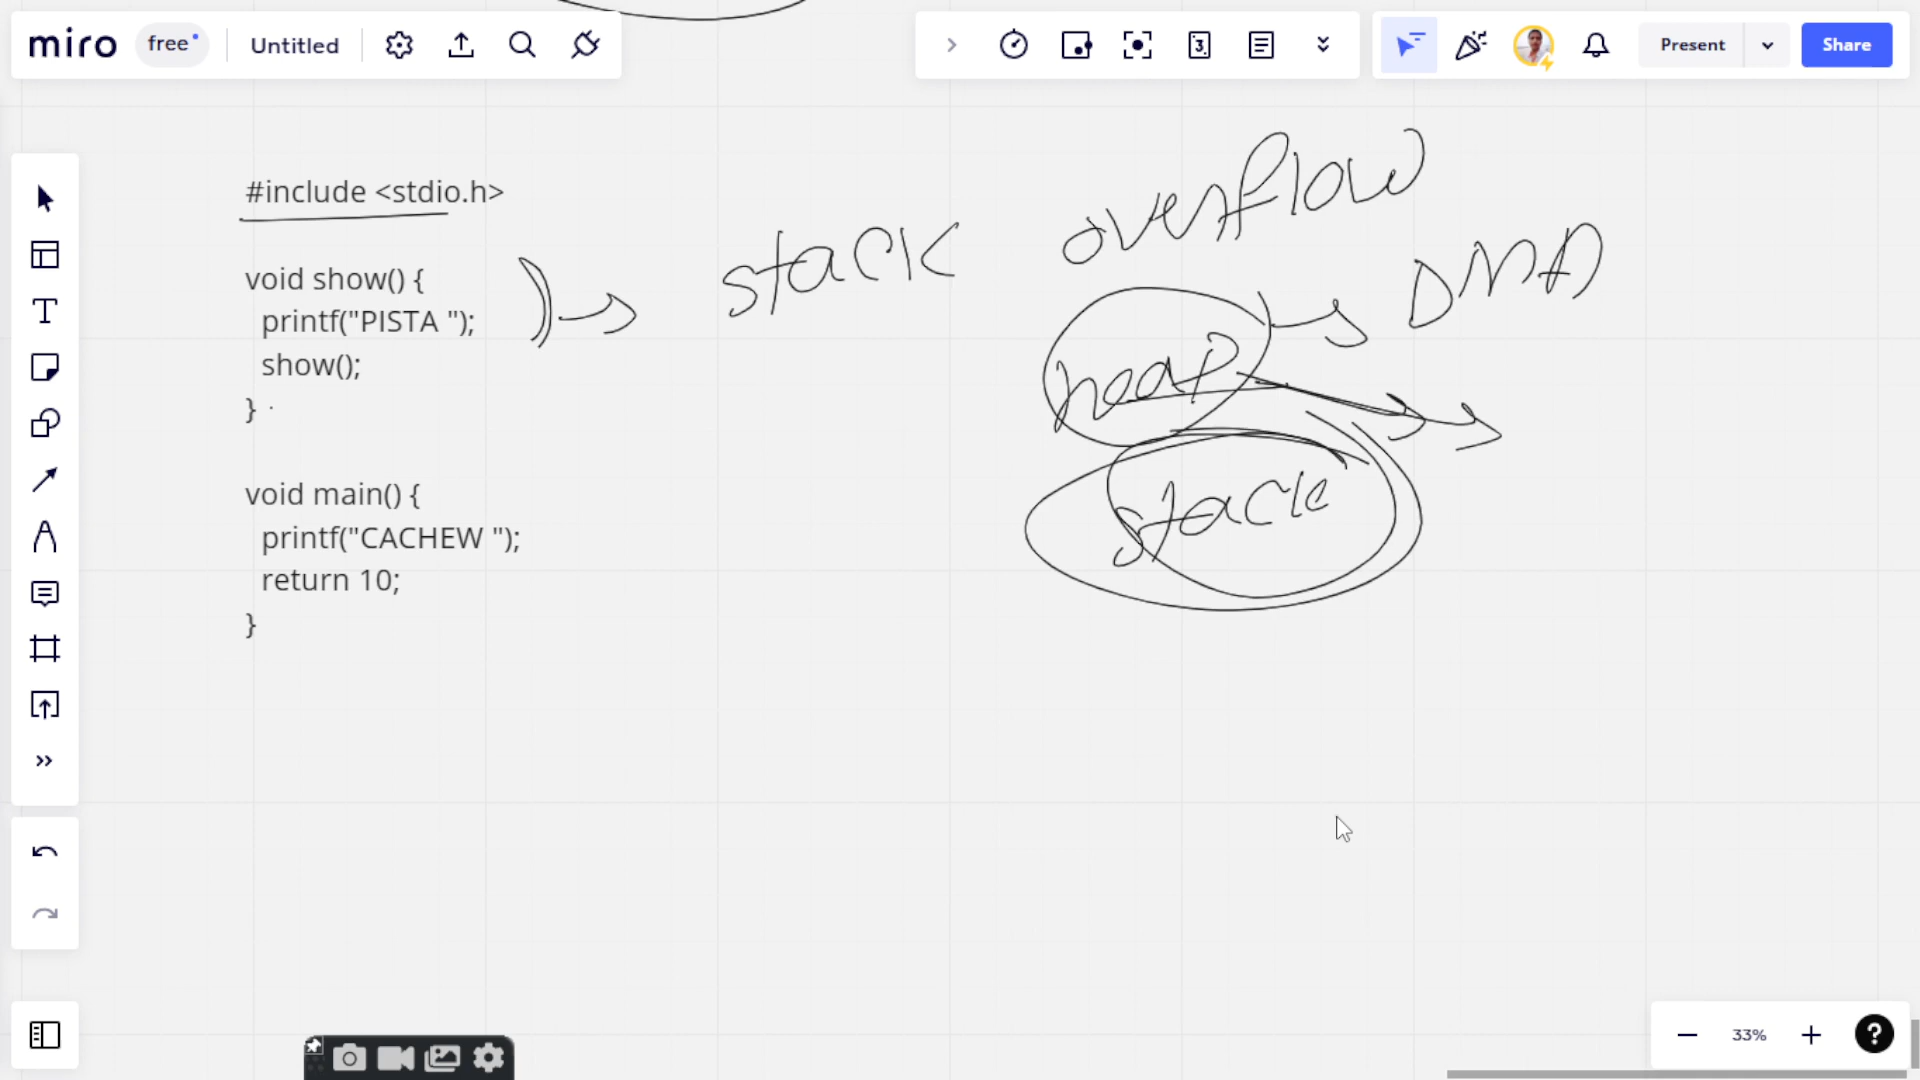 miro free Untitled 3 Present Share
#include <stdio.h>
void show() {
printf("PISTA ");
show();
}
void main() {
printf("CACHEW ");
return 10;
}
stack overflow
heap DMA
stack
33% ?